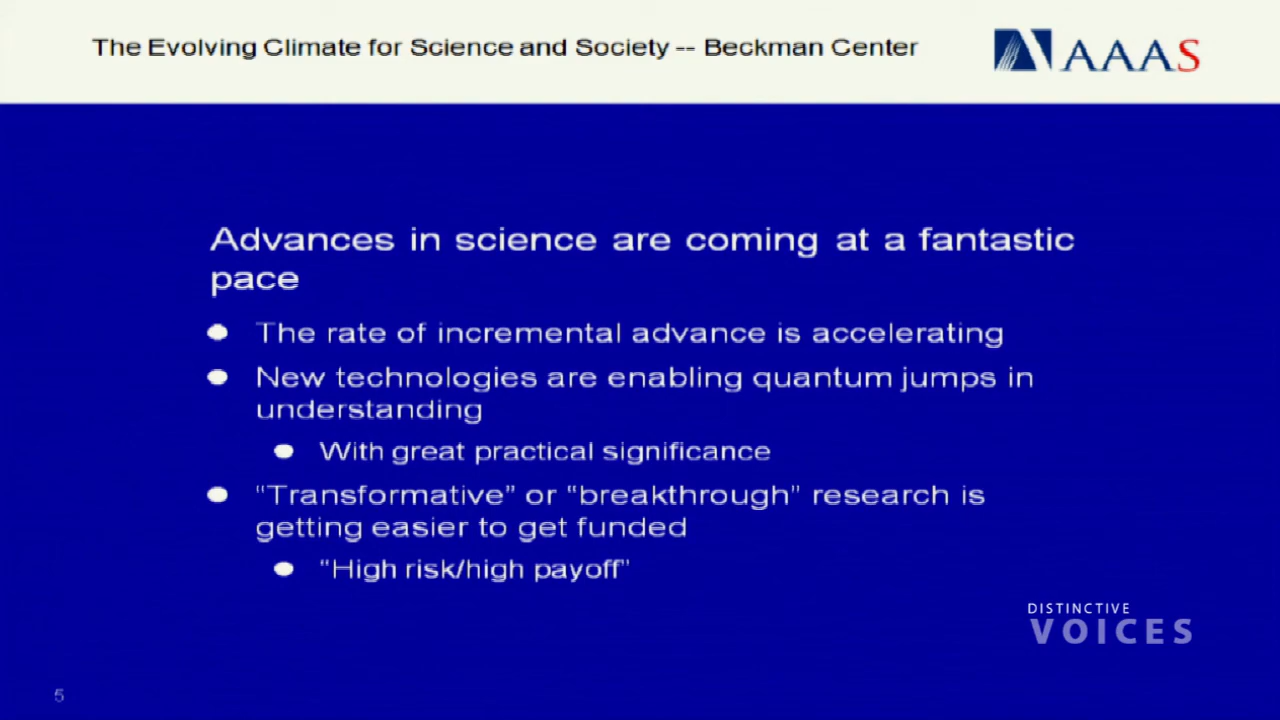 The Evolving Climate for Science and Society -- Beckman Center
AAAS
Advances in science are coming at a fantastic
pace
The rate of incremental advance is accelerating
New technologies are enabling quantum jumps in
understanding
With great practical significance
“Transformative” or “breakthrough” research is
getting easier to get funded
“High risk/high payoff”
DISTINCTIVE
VOICES
5